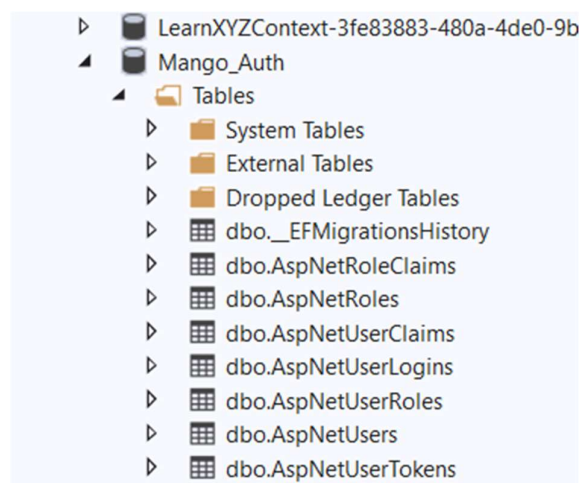 LearnXYZContext-3fe83883-480a-4de0-9b
Mango_Auth
Tables
System Tables
External Tables
Dropped Ledger Tables
dbo.__EFMigrationsHistory
dbo.AspNetRoleClaims
dbo.AspNetRoles
dbo.AspNetUserClaims
dbo.AspNetUserLogins
dbo.AspNetUserRoles
dbo.AspNetUsers
dbo.AspNetUserTokens